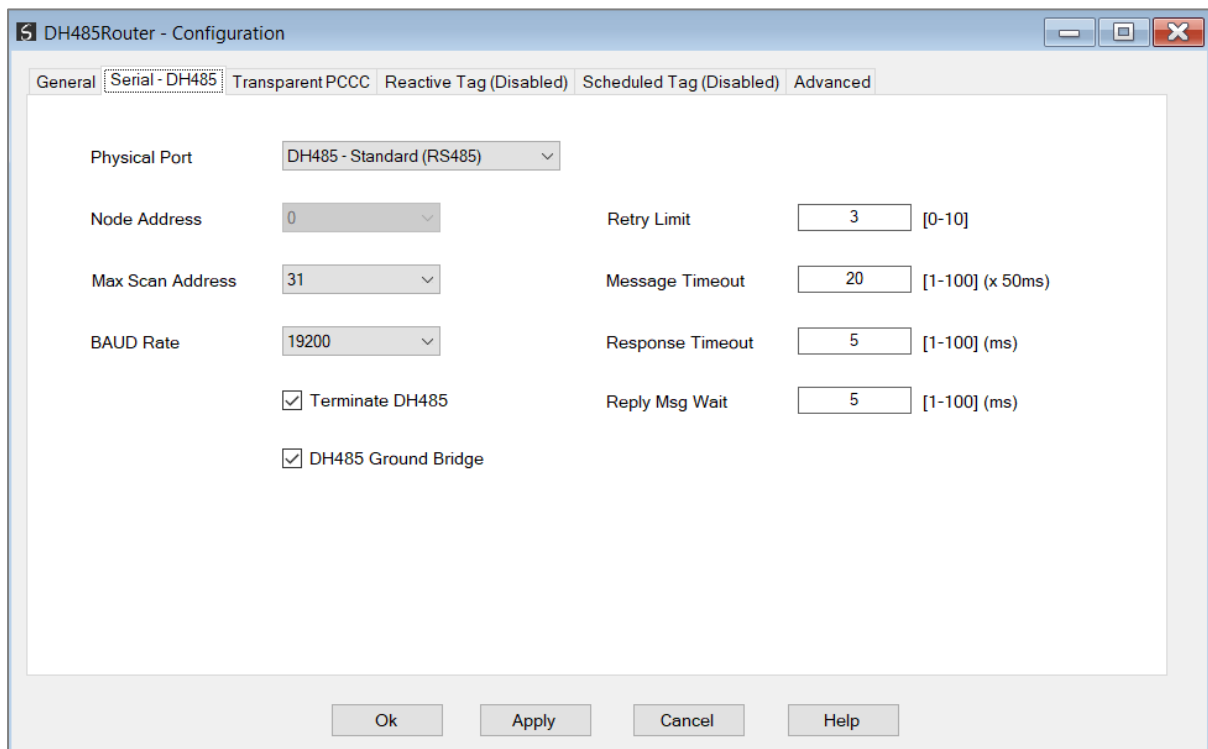 DH485Router - Configuration
General Serial - DH485 Transparent PCCC Reactive Tag (Disabled) Scheduled Tag (Disabled) Advanced
Physical Port DH485 - Standard (RS485)
Node Address 0 Retry Limit 3 [0-10]
Max Scan Address 31 Message Timeout 20 [1-100] (x 50ms)
BAUD Rate 19200 Response Timeout 5 [1-100] (ms)
Terminate DH485 Reply Msg Wait 5 [1-100] (ms)
DH485 Ground Bridge
Ok Apply Cancel Help